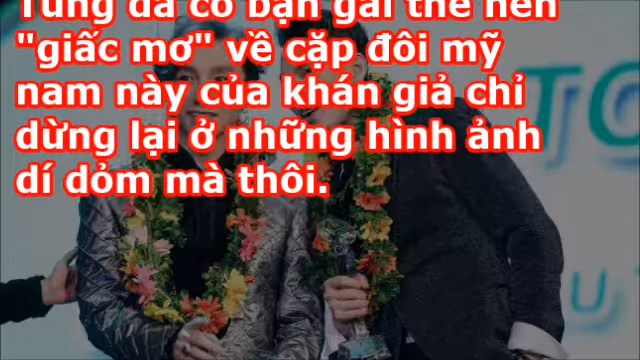 Tùng đã có bạn gái thế nên
"giấc mơ" về cặp đôi mỹ
nam này của khán giả chỉ
dừng lại ở những hình ảnh
dí dỏm mà thôi.
TO
U